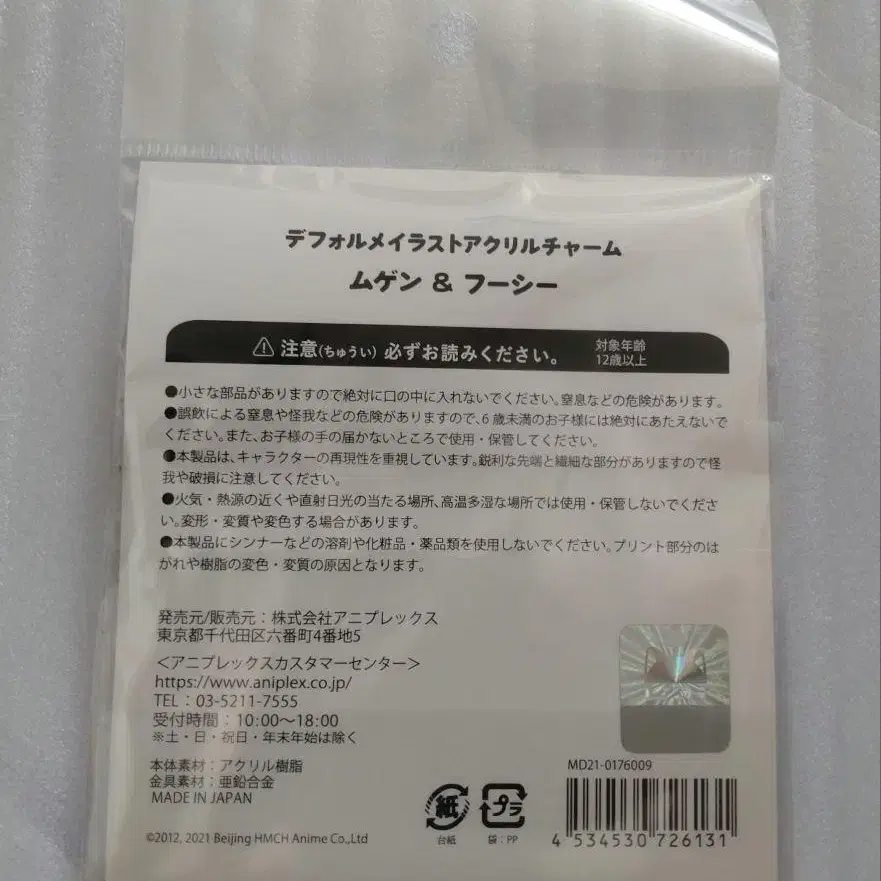 デフォルメイラストアクリルチャーム
ムゲン & フーシー
注意(ちゅうい) 必ずお読みください。
対象年齢
12歳以上
●小さな部品がありますので絶対に口の中に入れないでください。窒息などの危険があります。
●誤飲による窒息や怪我などの危険がありますので、6歳未満のお子様には絶対にあたえないで
ください。また、お子様の手の届かないところで使用・保管してください。
●本製品は、キャラクターの再現性を重視しています。鋭利な先端と繊細な部分がありますので怪
我や破損に注意してください。
●火気・熱源の近くや直射日光の当たる場所、高温多湿な場所では使用・保管しないでくださ
い。変形・変質や変色する場合があります。
●本製品にシンナーなどの溶剤や化粧品・薬品類を使用しないでください。プリント部分のは
がれや樹脂の変色・変質の原因となります。
発売元/販売元：株式会社アニプレックス
東京都千代田区六番町4番地5
＜アニプレックスカスタマーセンター＞
https://www.aniplex.co.jp/
TEL：03-5211-7555
受付時間：10:00〜18:00
※土・日・祝日・年末年始は除く
本体素材：アクリル樹脂
金具素材：亜鉛合金
MADE IN JAPAN
©2012, 2021 Beijing HMCH Anime Co.,Ltd
紙
台紙
プラ
袋：PP
MD21-0176009
4 534530 726131